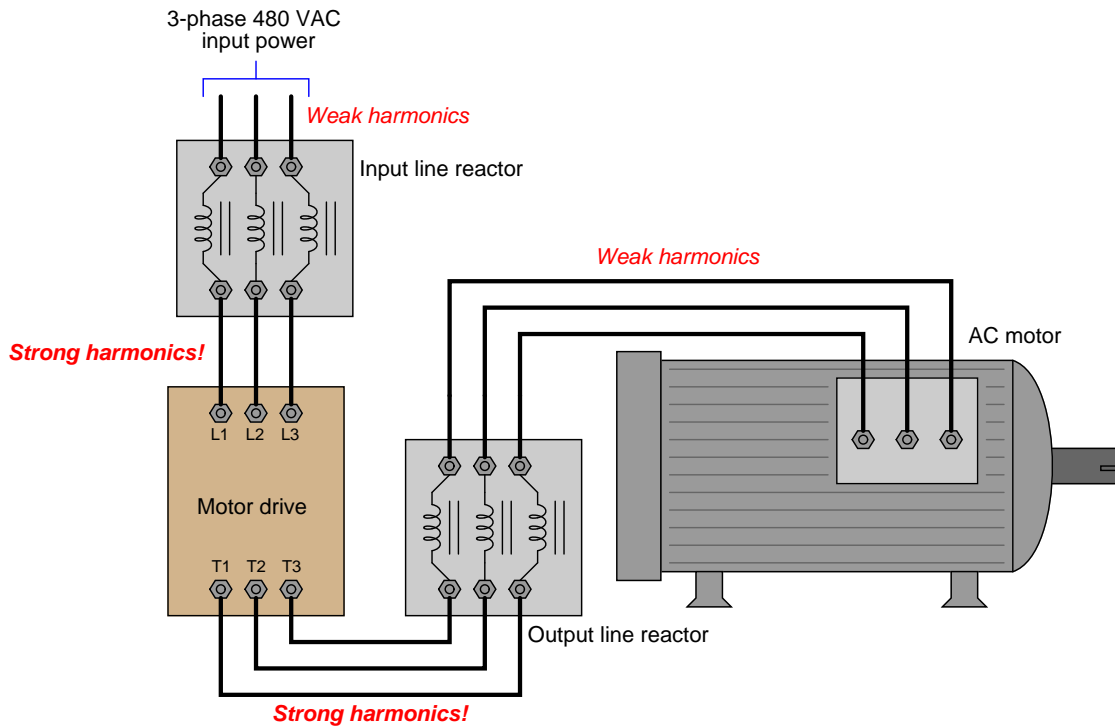 3-phase 480 VAC
input power
Weak harmonics
Input line reactor
Strong harmonics!
L1 L2 L3
Motor drive
T1 T2 T3
Weak harmonics
AC motor
Output line reactor
Strong harmonics!